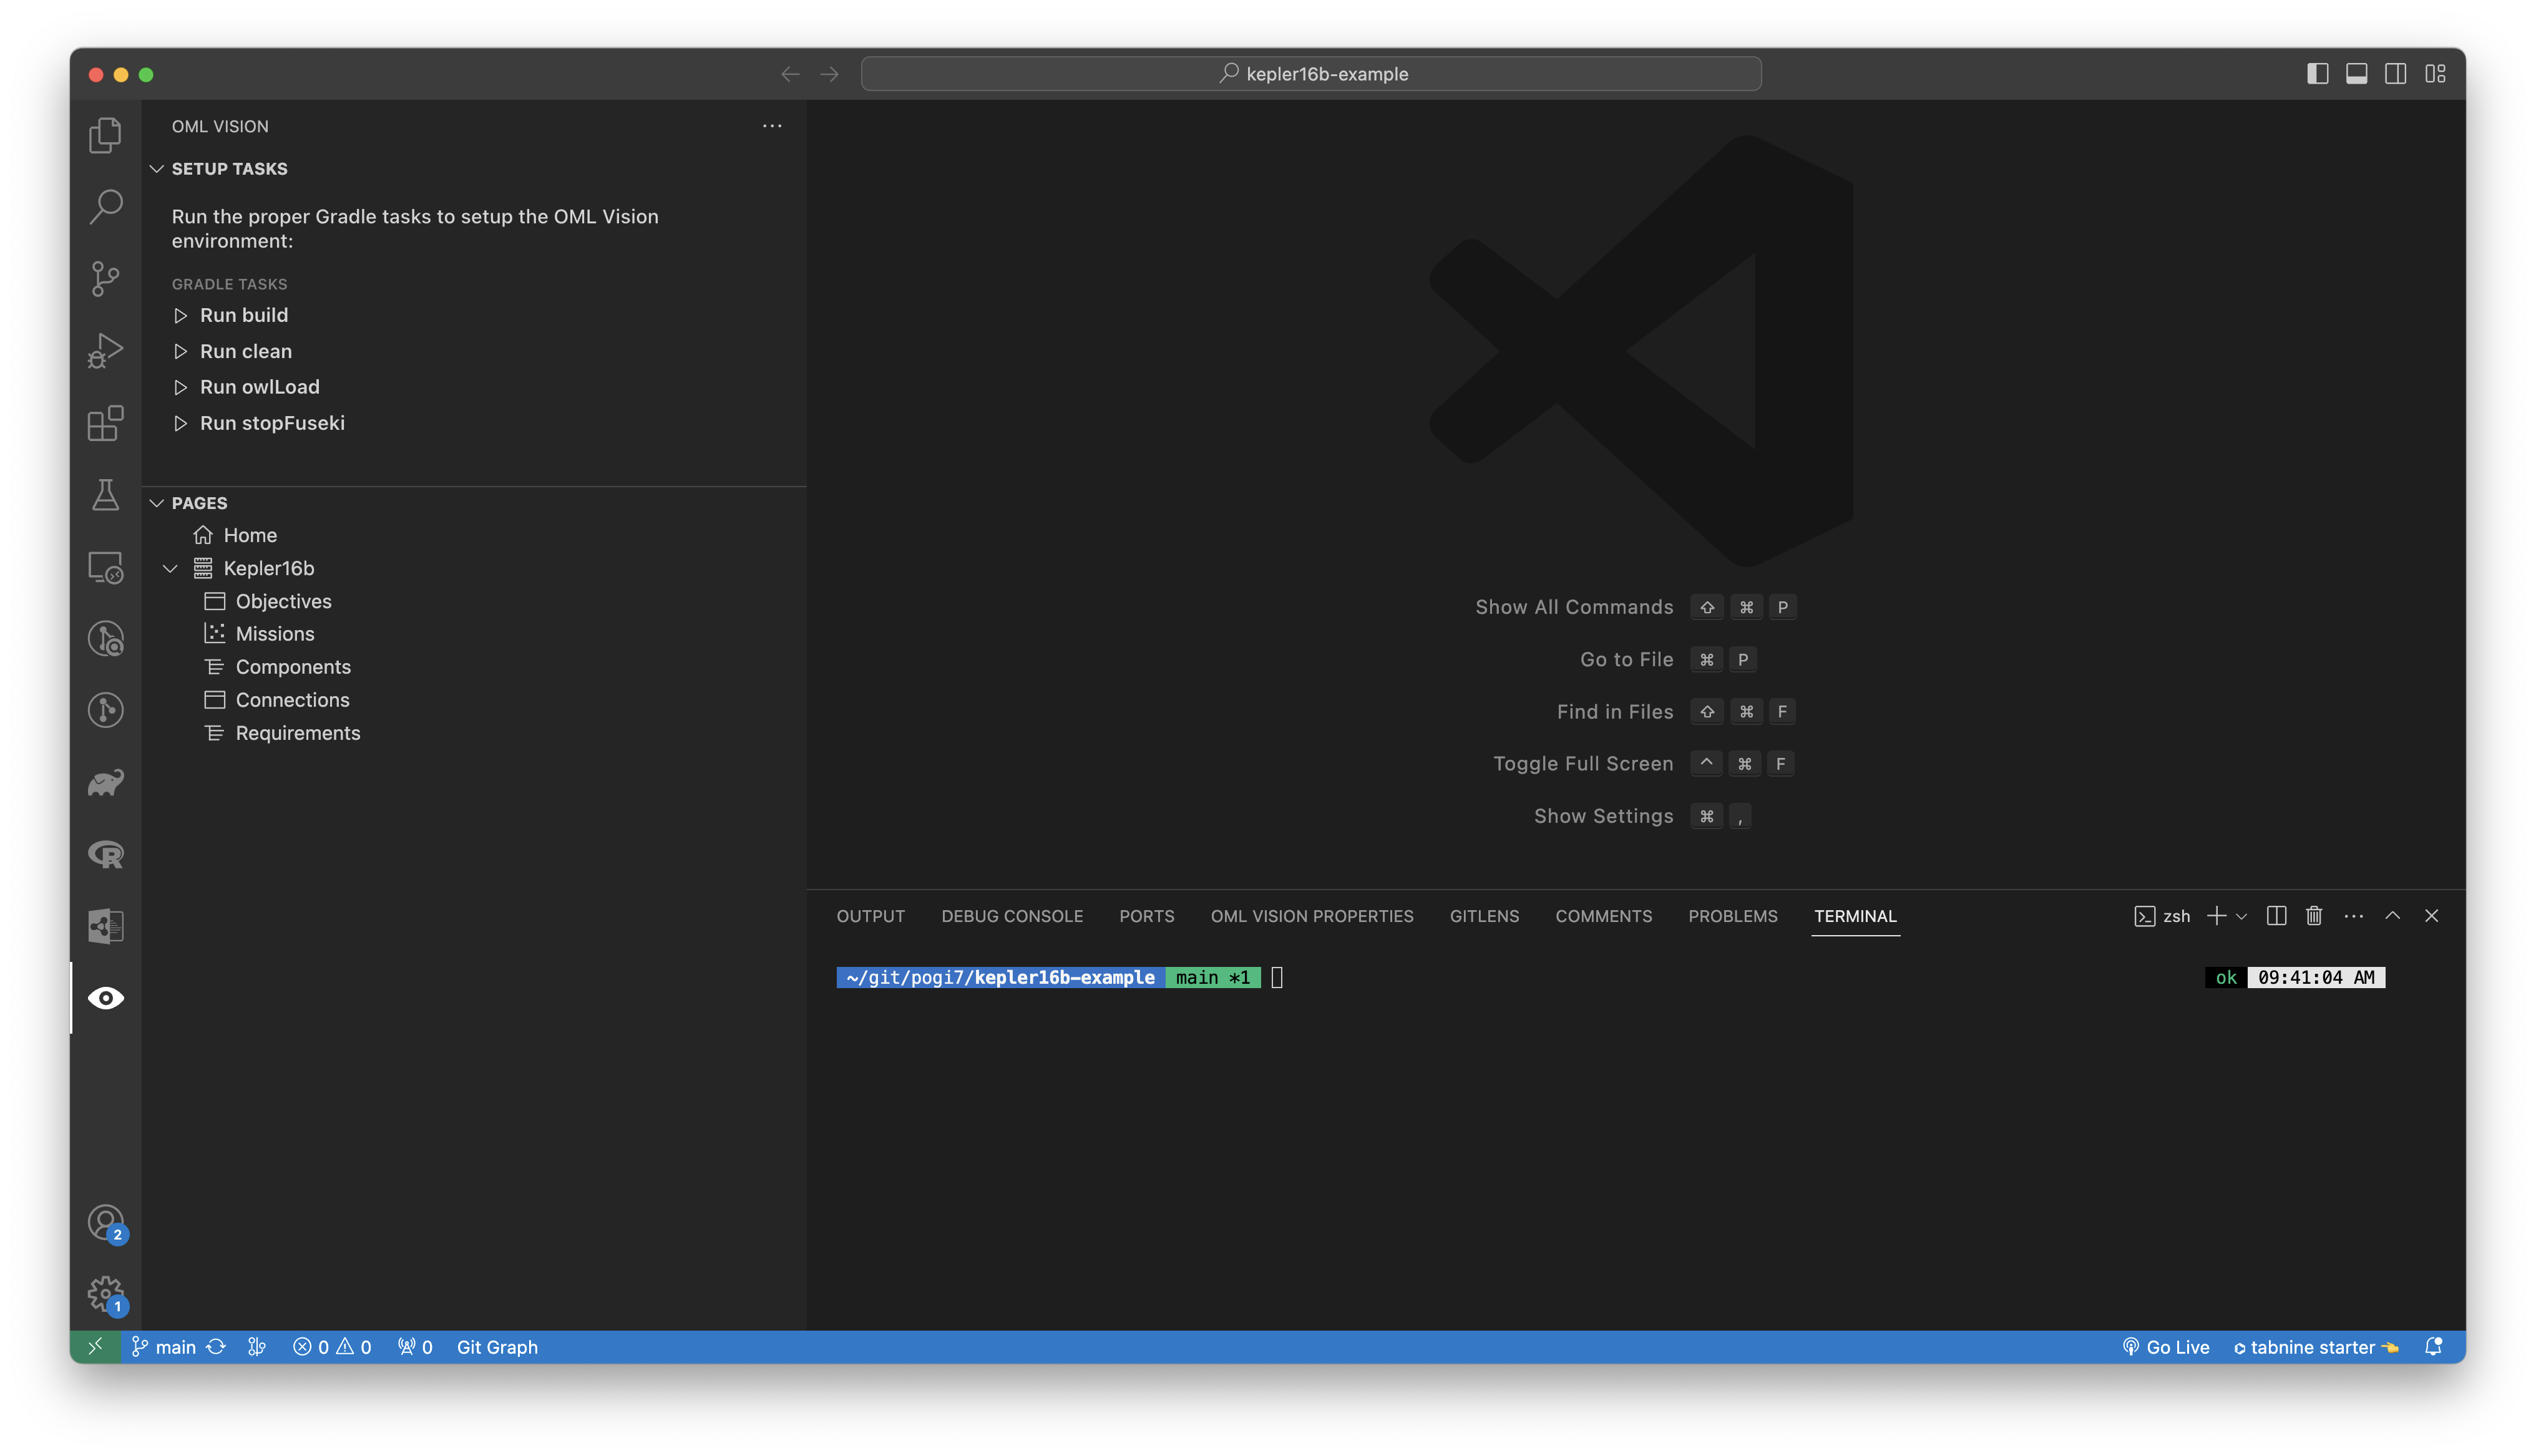 kepler16b-example
OML VISION
SETUP TASKS
Run the proper Gradle tasks to setup the OML Vision
environment:
GRADLE TASKS
Run build
Run clean
Run owlLoad
Run stopFuseki
PAGES
Home
Kepler16b
Objectives
Missions
Components
Connections
Requirements
2
1
Show All Commands ⇧ ⌘ P
Go to File ⌘ P
Find in Files ⇧ ⌘ F
Toggle Full Screen ^ ⌘ F
Show Settings ⌘ ,
OUTPUT DEBUG CONSOLE PORTS OML VISION PROPERTIES GITLENS COMMENTS PROBLEMS TERMINAL zsh
~/git/pogi7/kepler16b-example main *1 ok 09:41:04 AM
main 0 0 0 Git Graph Go Live tabnine starter